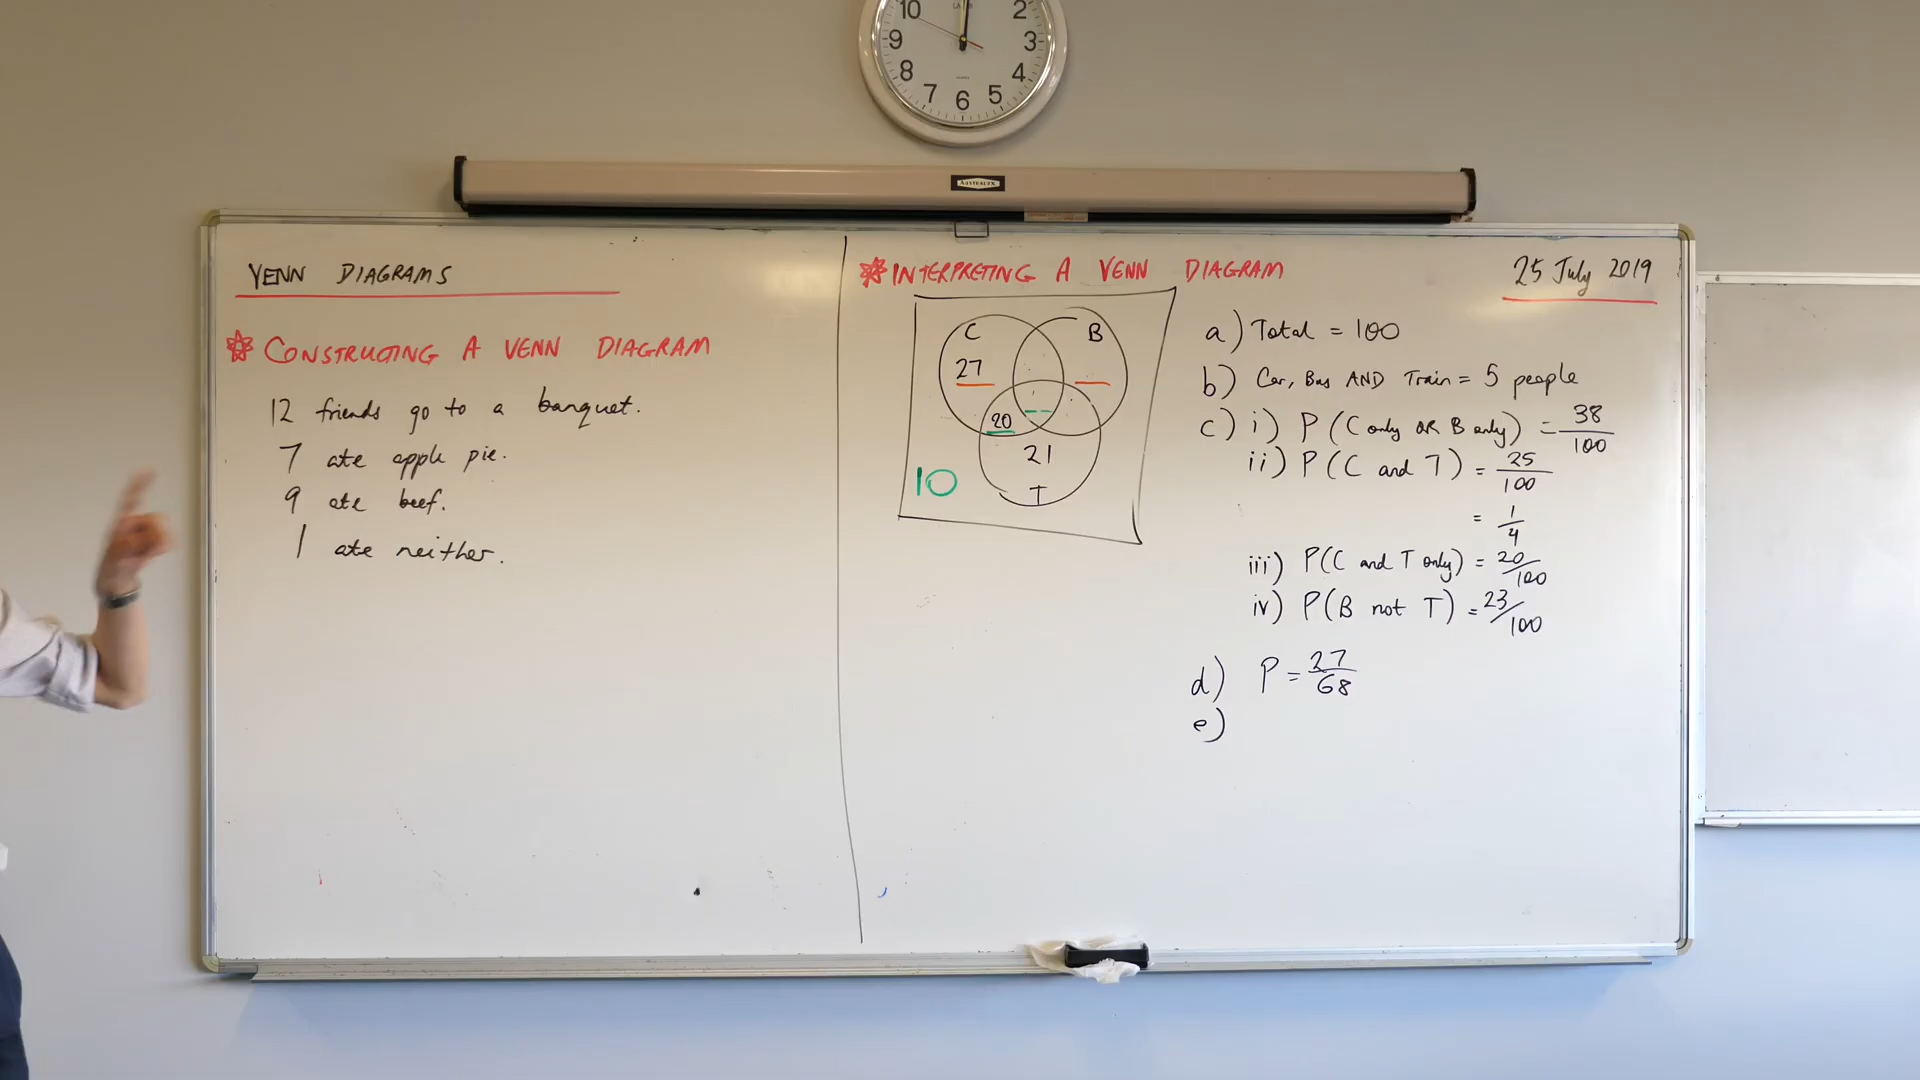 10
2
9
3
8
4
7
6
5
AUSTRALEX
VENN DIAGRAMS
CONSTRUCTING A VENN DIAGRAM
12 friends go to a banquet.
7 ate apple pie.
9 ate beef.
1 ate neither.
INTERPRETING A VENN DIAGRAM
25 July 2019
C
B
27
20
21
T
10
a) Total = 100
b) Car, Bus AND Train = 5 people
c) i) P(C only OR B only) = 38/100
ii) P(C and T) = 25/100
= 1/4
iii) P(C and T only) = 20/100
iv) P(B not T) = 23/100
d) P = 27/68
e)